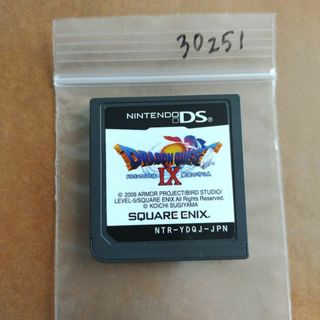 30251
NINTENDO DS
DRAGON QUEST
IX
© 2009 ARMOR PROJECT/BIRD STUDIO/
LEVEL-5/SQUARE ENIX All Rights Reserved.
© KOICHI SUGIYAMA
SQUARE ENIX
NTR-YDQJ-JPN